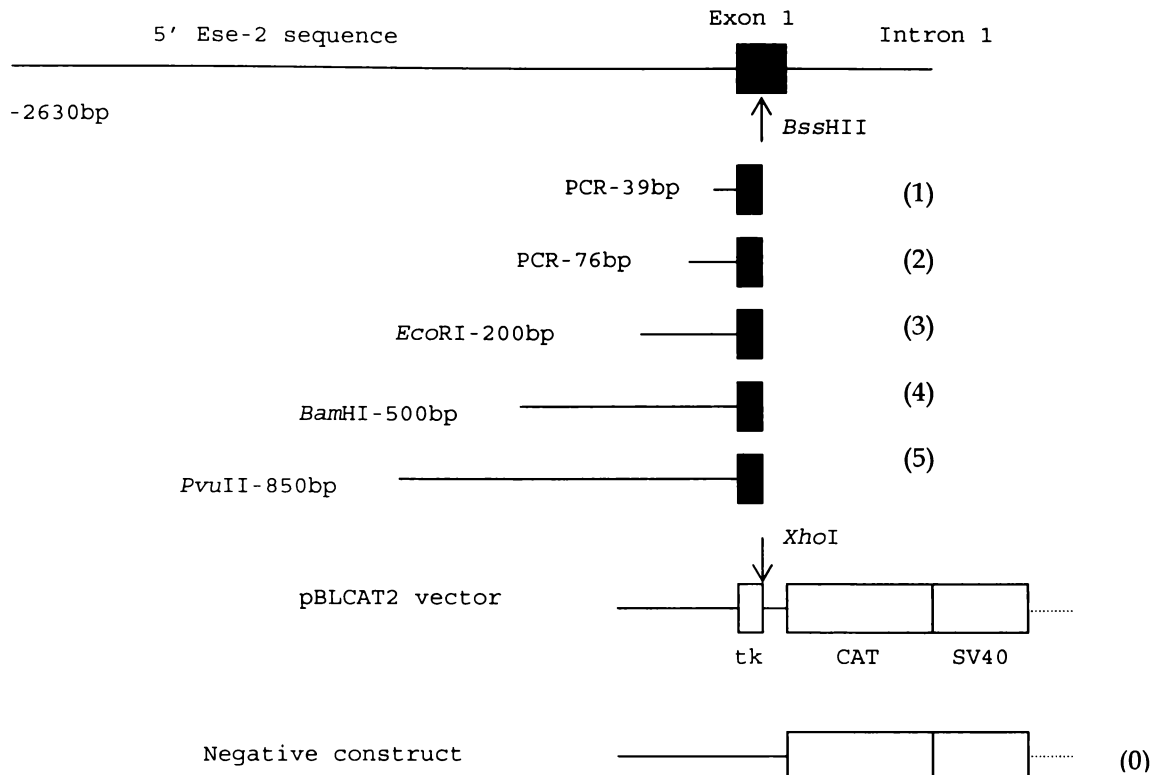 Exon 1
5' Ese-2 sequence
Intron 1
-2630bp
BssHII
PCR-39bp
(1)
PCR-76bp
(2)
EcoRI-200bp
(3)
BamHI-500bp
(4)
PvuII-850bp
(5)
XhoI
pBLCAT2 vector
tk
CAT
SV40
Negative construct
(0)